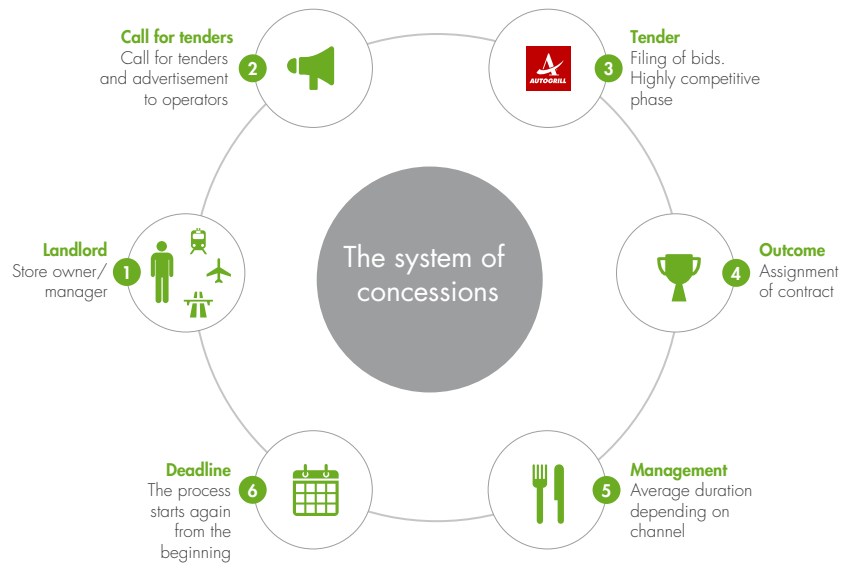 The system of
concessions
1
Landlord
Store owner/
manager
2
Call for tenders
Call for tenders
and advertisement
to operators
3
Tender
Filing of bids.
Highly competitive
phase
AUTOGRILL
4
Outcome
Assignment
of contract
5
Management
Average duration
depending on
channel
6
Deadline
The process
starts again
from the
beginning